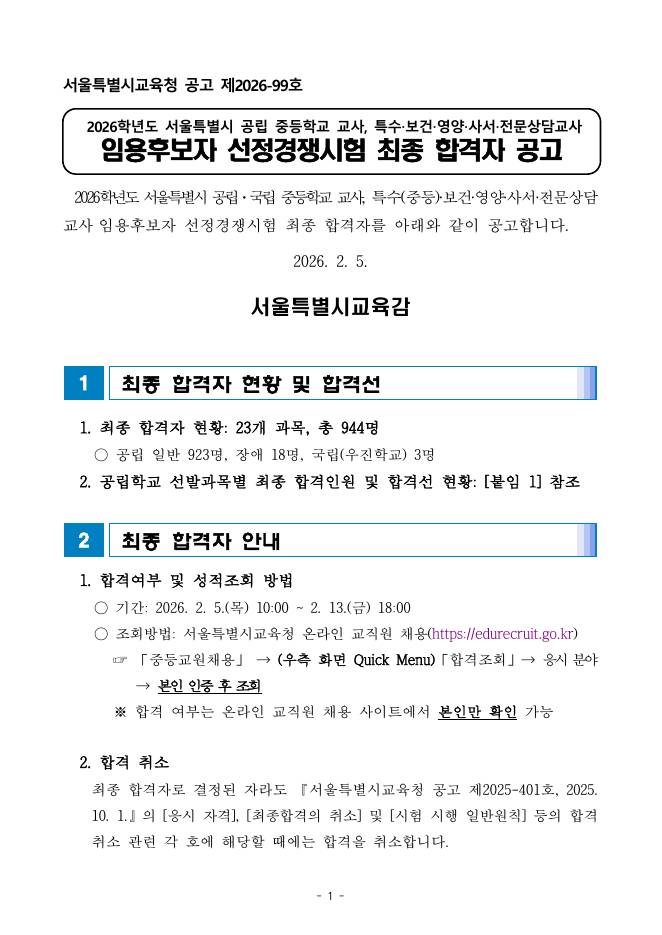 서울특별시교육청 공고 제2026-99호
2026학년도 서울특별시 공립 중등학교 교사, 특수·보건·영양·사서·전문상담교사
임용후보자 선정경쟁시험 최종 합격자 공고
2026학년도 서울특별시 공립·국립 중등학교 교사, 특수(중등)·보건·영양·사서·전문상담
교사 임용후보자 선정경쟁시험 최종 합격자를 아래와 같이 공고합니다.
2026. 2. 5.
서울특별시교육감
1 최종 합격자 현황 및 합격선
1. 최종 합격자 현황: 23개 과목, 총 944명
○ 공립 일반 923명, 장애 18명, 국립(우진학교) 3명
2. 공립학교 선발과목별 최종 합격인원 및 합격선 현황: [붙임 1] 참조
2 최종 합격자 안내
1. 합격여부 및 성적조회 방법
○ 기간: 2026. 2. 5.(목) 10:00 ~ 2. 13.(금) 18:00
○ 조회방법: 서울특별시교육청 온라인 교직원 채용(https://edurecruit.go.kr)
☞ 「중등교원채용」 → (우측 화면 Quick Menu)「합격조회」→ 응시 분야
→ 본인 인증 후 조회
※ 합격 여부는 온라인 교직원 채용 사이트에서 본인만 확인 가능
2. 합격 취소
최종 합격자로 결정된 자라도 『서울특별시교육청 공고 제2025-401호, 2025.
10. 1.』의 [응시 자격], [최종합격의 취소] 및 [시험 시행 일반원칙] 등의 합격
취소 관련 각 호에 해당할 때에는 합격을 취소합니다.
- 1 -